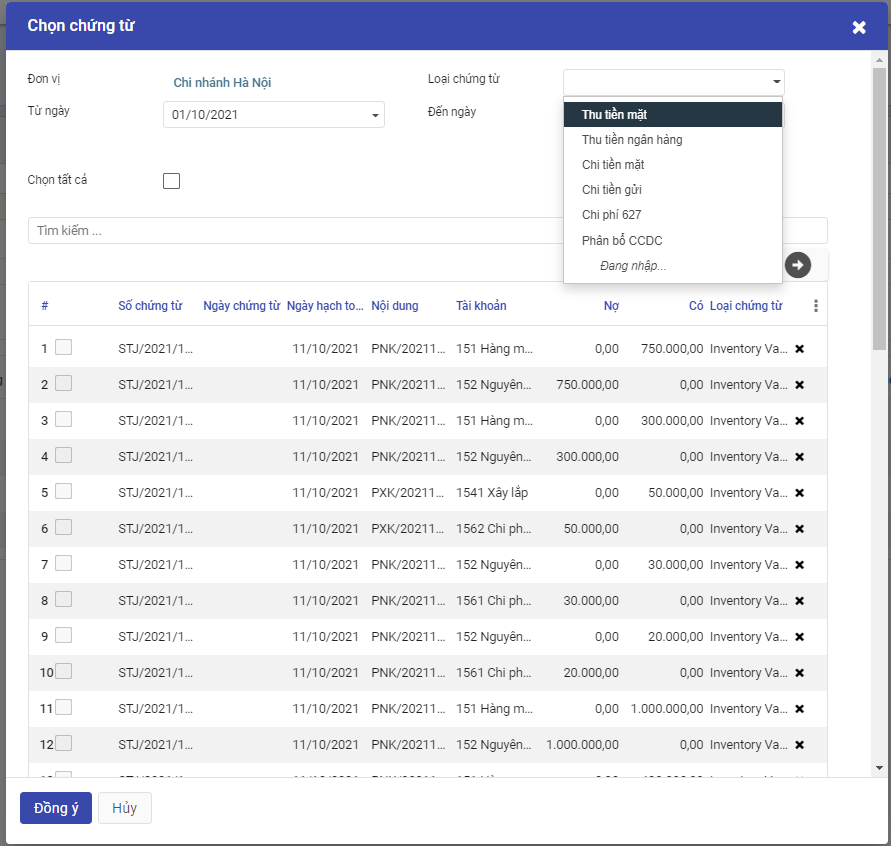 Chọn chứng từ
Đơn vị Chi nhánh Hà Nội Loại chứng từ
Từ ngày 01/10/2021 Đến ngày
Thu tiền mặt
Thu tiền ngân hàng
Chi tiền mặt
Chi tiền gửi
Chi phí 627
Phân bổ CCDC
Đang nhập...
Chọn tất cả
Tìm kiếm ...
# Số chứng từ Ngày chứng từ Ngày hạch to... Nội dung Tài khoản Nợ Có Loại chứng từ
1 STJ/2021/1... 11/10/2021 PNK/20211... 151 Hàng m... 0,00 750.000,00 Inventory Va...
2 STJ/2021/1... 11/10/2021 PNK/20211... 152 Nguyên... 750.000,00 0,00 Inventory Va...
3 STJ/2021/1... 11/10/2021 PNK/20211... 151 Hàng m... 0,00 300.000,00 Inventory Va...
4 STJ/2021/1... 11/10/2021 PNK/20211... 152 Nguyên... 300.000,00 0,00 Inventory Va...
5 STJ/2021/1... 11/10/2021 PXK/20211... 1541 Xây lắp 0,00 50.000,00 Inventory Va...
6 STJ/2021/1... 11/10/2021 PXK/20211... 1562 Chi ph... 50.000,00 0,00 Inventory Va...
7 STJ/2021/1... 11/10/2021 PNK/20211... 152 Nguyên... 0,00 30.000,00 Inventory Va...
8 STJ/2021/1... 11/10/2021 PNK/20211... 1561 Chi ph... 30.000,00 0,00 Inventory Va...
9 STJ/2021/1... 11/10/2021 PNK/20211... 152 Nguyên... 0,00 20.000,00 Inventory Va...
10 STJ/2021/1... 11/10/2021 PNK/20211... 1561 Chi ph... 20.000,00 0,00 Inventory Va...
11 STJ/2021/1... 11/10/2021 PNK/20211... 151 Hàng m... 0,00 1.000.000,00 Inventory Va...
12 STJ/2021/1... 11/10/2021 PNK/20211... 152 Nguyên... 1.000.000,00 0,00 Inventory Va...
Đồng ý Hủy